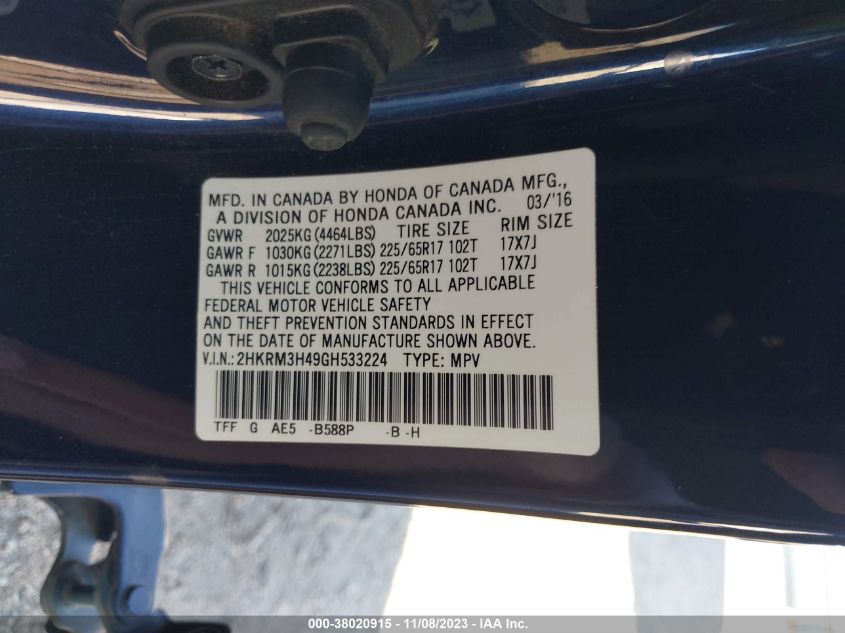 MFD. IN CANADA BY HONDA OF CANADA MFG.,
A DIVISION OF HONDA CANADA INC. 03/'16
GVWR 2025KG (4464LBS) TIRE SIZE RIM SIZE
GAWR F 1030KG (2271LBS) 225/65R17 102T 17X7J
GAWR R 1015KG (2238LBS) 225/65R17 102T 17X7J
THIS VEHICLE CONFORMS TO ALL APPLICABLE
FEDERAL MOTOR VEHICLE SAFETY
AND THEFT PREVENTION STANDARDS IN EFFECT
ON THE DATE OF MANUFACTURE SHOWN ABOVE.
V.I.N.: 2HKRM3H49GH533224 TYPE: MPV
TFF G AE5 -B588P -B -H
000-38020915 - 11/08/2023 - IAA Inc.